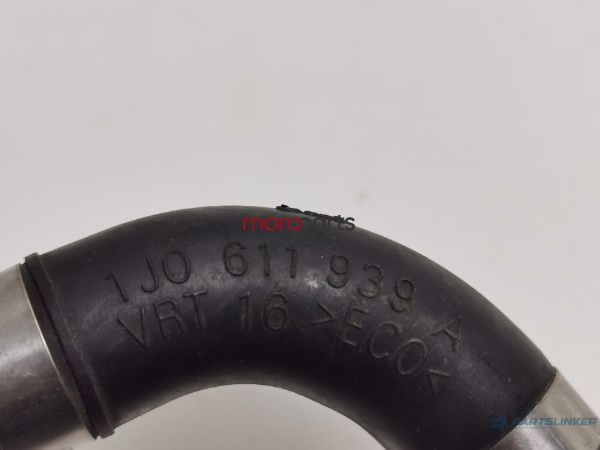 moroparts
1J0 611 939 A
VRT 16 >ECO<
PARTSLINKER